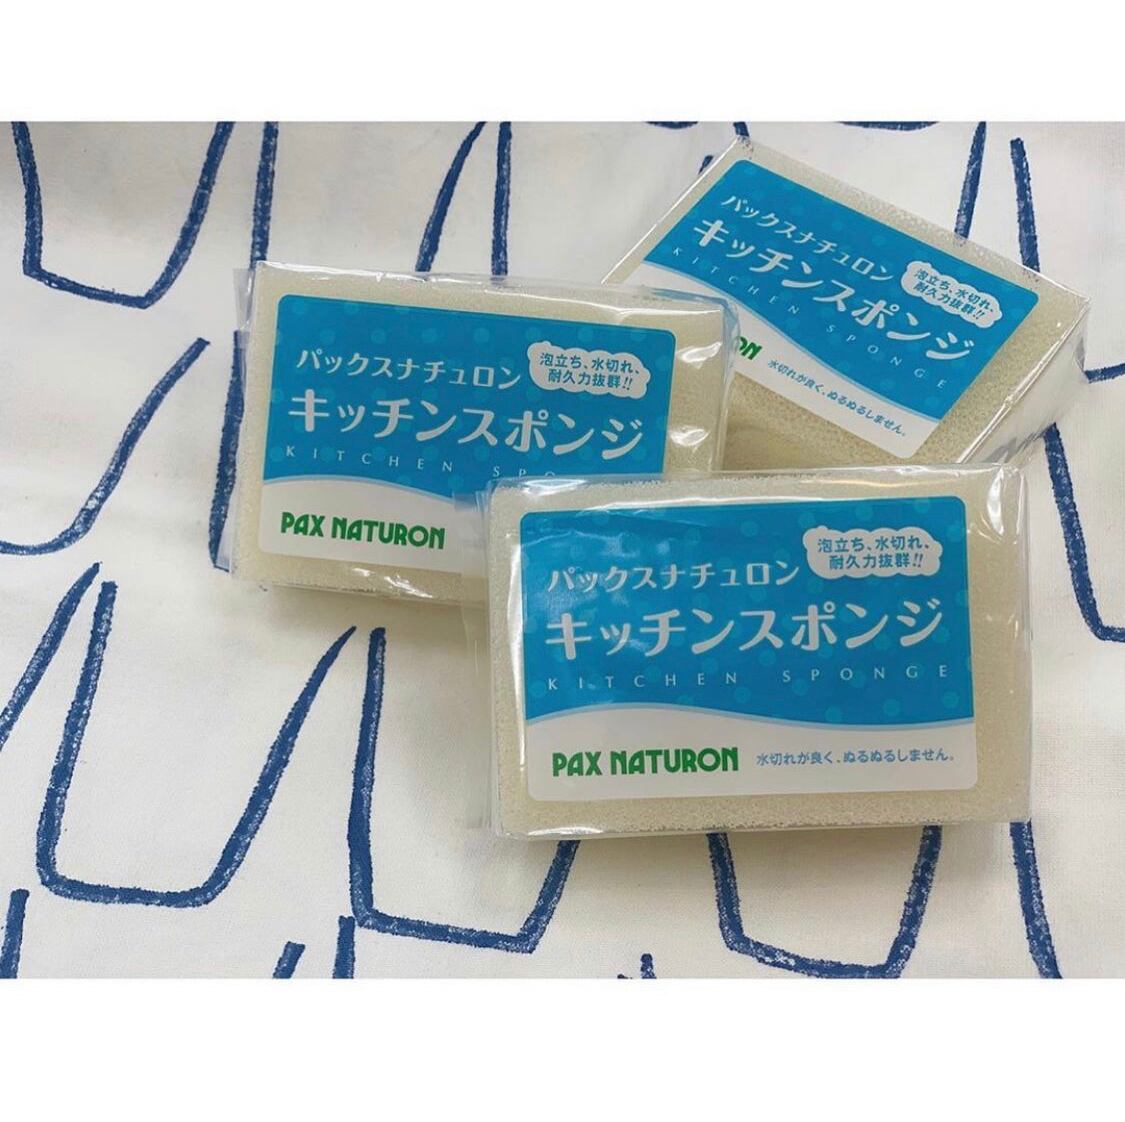 パックスナチュロン
キッチンスポンジ
KITCHEN SPONGE
泡立ち、水切れ、
耐久力抜群!!
水切れが良く、ぬるぬるしません。
パックスナチュロン
キッチンスポンジ
KITCHEN SPO
泡立ち、水切れ、
耐久力抜群!!
PAX NATURON
パックスナチュロン
キッチンスポンジ
KITCHEN SPONGE
泡立ち、水切れ、
耐久力抜群!!
PAX NATURON 水切れが良く、ぬるぬるしません。